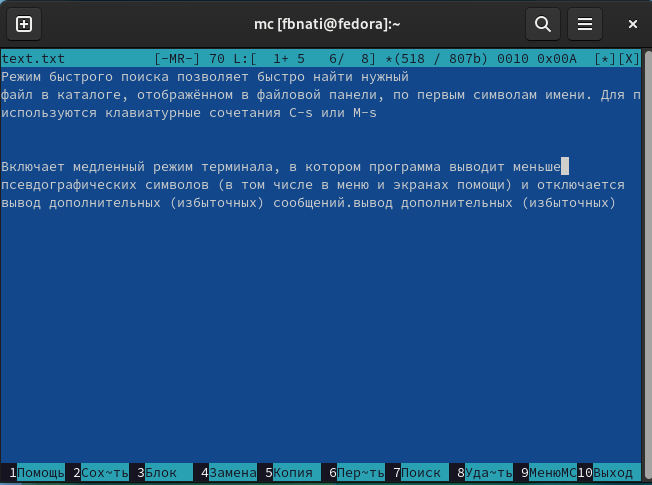 mc [fbnati@fedora]:~
text.txt [-MR-] 70 L:[ 1+ 5 6/ 8] *(518 / 807b) 0010 0x00A [*][X]
Режим быстрого поиска позволяет быстро найти нужный
файл в каталоге, отображённом в файловой панели, по первым символам имени. Для п
используются клавиатурные сочетания C-s или M-s
Включает медленный режим терминала, в котором программа выводит меньше
псевдографических символов (в том числе в меню и экранах помощи) и отключается
вывод дополнительных (избыточных) сообщений.вывод дополнительных (избыточных)
1Помощь 2Сох~ть 3Блок 4Замена 5Копия 6Пер~ть 7Поиск 8Уда~ть 9МенюMC 10Выход